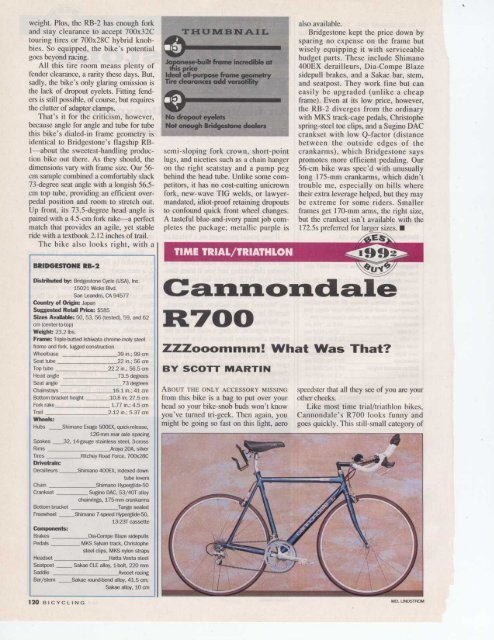 weight. Plus, the RB-2 has enough fork
and stay clearance to accept 700x32C
touring tires or 700x28C hybrid knob-
bies. So equipped, the bike's potential
goes beyond racing.
All this tire room means plenty of
fender clearance, a rarity these days. But,
sadly, the bike's only glaring omission is
the lack of dropout eyelets. Fitting fend-
ers is still possible, of course, but requires
the clutter of adapter clamps.
That's it for the criticism, however,
because angle for angle and tube for tube
this bike's dialed-in frame geometry is
identical to Bridgestone's flagship RB-
1—about the sweetest-handling produc-
tion bike out there. As they should, the
dimensions vary with frame size. Our 56-
cm sample combined a comfortably slack
73-degree seat angle with a longish 56.5-
cm top tube, providing an efficient over-
pedal position and room to stretch out.
Up front, its 73.5-degree head angle is
paired with a 4.5-cm fork rake—a perfect
match that provides an agile, yet stable
ride with a textbook 2.12 inches of trail.
The bike also looks right, with a
THUMBNAIL
Japanese-built frame incredible at
this price
Ideal all-purpose frame geometry
Tire clearances add versatility
No dropout eyelets
Not enough Bridgestone dealers
semi-sloping fork crown, short-point
lugs, and niceties such as a chain hanger
on the right seatstay and a pump peg
behind the head tube. Unlike some com-
petitors, it has no cost-cutting unicrown
fork, new-wave TIG welds, or lawyer-
mandated, idiot-proof retaining dropouts
to confound quick front wheel changes.
A tasteful blue-and-ivory paint job com-
pletes the package; metallic purple is
also available.
Bridgestone kept the price down by
sparing no expense on the frame but
wisely equipping it with serviceable
budget parts. These include Shimano
400EX derailleurs, Dia-Compe Blaze
sidepull brakes, and a Sakae bar, stem,
and seatpost. They work fine but can
easily be upgraded (unlike a cheap
frame). Even at its low price, however,
the RB-2 diverges from the ordinary
with MKS track-cage pedals, Christophe
spring-steel toe clips, and a Sugino DAC
crankset with low Q-factor (distance
between the outside edges of the
crankarms), which Bridgestone says
promotes more efficient pedaling. Our
56-cm bike was spec'd with unusually
long 175-mm crankarms, which didn't
trouble me, especially on hills where
their extra leverage helped, but they may
be extreme for some riders. Smaller
frames get 170-mm arms, the right size,
but the crankset isn't available with the
172.5s preferred for larger sizes. ■
BRIDGESTONE RB-2
Distributed by: Bridgestone Cycle (USA), Inc.
15021 Wicks Blvd.
San Leandro, CA 94577
Country of Origin: Japan
Suggested Retail Price: $585
Sizes Available: 50, 53, 56 (tested), 59, and 62
cm (center-to-top)
Weight: 23.2 lbs.
Frame: Triple-butted Ishiwata chrome-moly steel
frame and fork, lugged construction
Wheelbase 39 in.; 99 cm
Seat tube 22 in.; 56 cm
Top tube 22.2 in.; 56.5 cm
Head angle 73.5 degrees
Seat angle 73 degrees
Chainstays 16.1 in.; 41 cm
Bottom bracket height 10.8 in; 27.5 cm
Fork rake 1.77 in.; 4.5 cm
Trail 2.12 in.; 5.37 cm
Wheels:
Hubs Shimano Exage 500EX, quick-release,
126-mm rear axle spacing
Spokes 32, 14-gauge stainless steel, 3-cross
Rims Araya 20A, silver
Tires Ritchey Road Force, 700x28C
Drivetrain:
Derailleurs Shimano 400EX, indexed down
tube levers
Chain Shimano Hyperglide-50
Crankset Sugino DAC, 53/40T alloy
chainrings, 175-mm crankarms
Bottom bracket Tange sealed
Freewheel Shimano 7-speed Hyperglide-50,
13-23T cassette
Components:
Brakes Dia-Compe Blaze sidepulls
Pedals MKS Sylvan track, Christophe
steel clips, MKS nylon straps
Headset Hatta Vesta steel
Seatpost Sakae CLE alloy, 1-bolt, 220 mm
Saddle Avocet racing
Bar/stem Sakae round-bend alloy, 41.5 cm;
Sakae alloy, 10 cm
TIME TRIAL/TRIATHLON
BEST
1992
BUYS
Cannondale
R700
ZZZooommm! What Was That?
BY SCOTT MARTIN
ABOUT THE ONLY ACCESSORY MISSING
from this bike is a bag to put over your
head so your bike-snob buds won't know
you've turned tri-geek. Then again, you
might be going so fast on this light, aero
speedster that all they see of you are your
other cheeks.
Like most time trial/triathlon bikes,
Cannondale's R700 looks funny and
goes quickly. This still-small category of
MEL LINDSTROM
120 BICYCLING